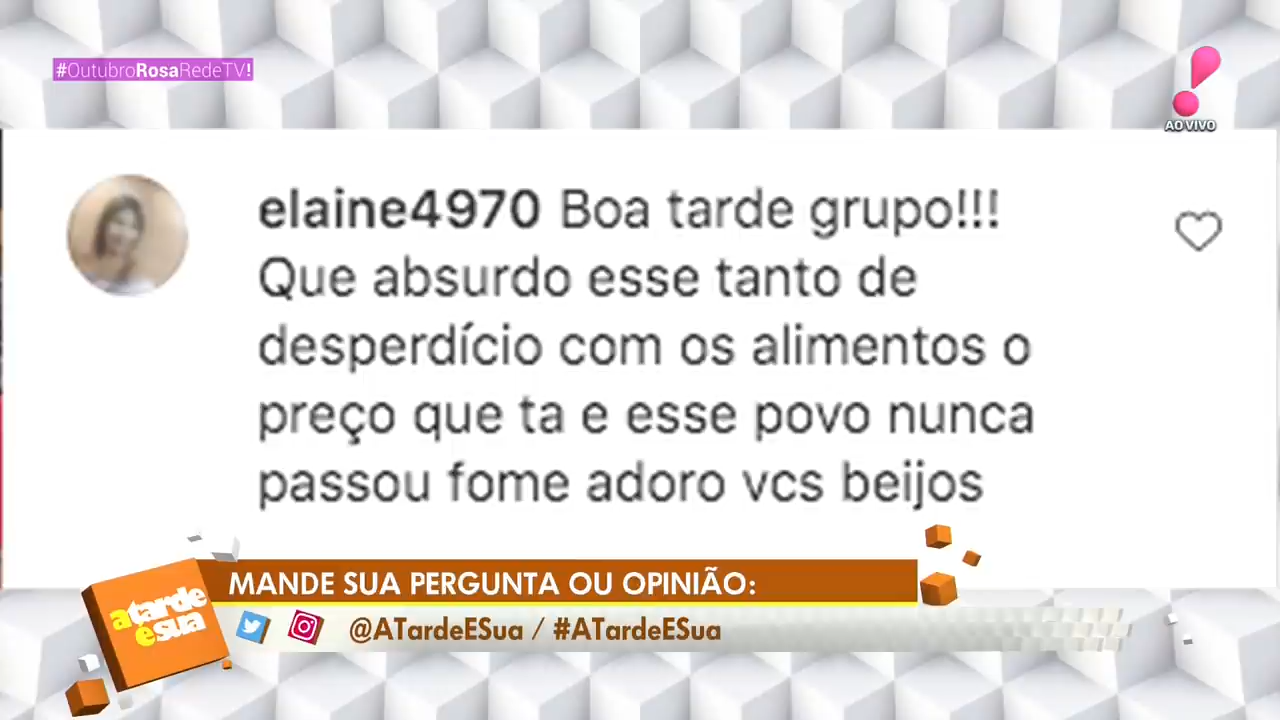 #OutubroRosaRedeTV!
AO VIVO
elaine4970 Boa tarde grupo!!!
Que absurdo esse tanto de
desperdício com os alimentos o
preço que ta e esse povo nunca
passou fome adoro vcs beijos
MANDE SUA PERGUNTA OU OPINIÃO:
a tarde
é sua
@ATardeESua / #ATardeESua